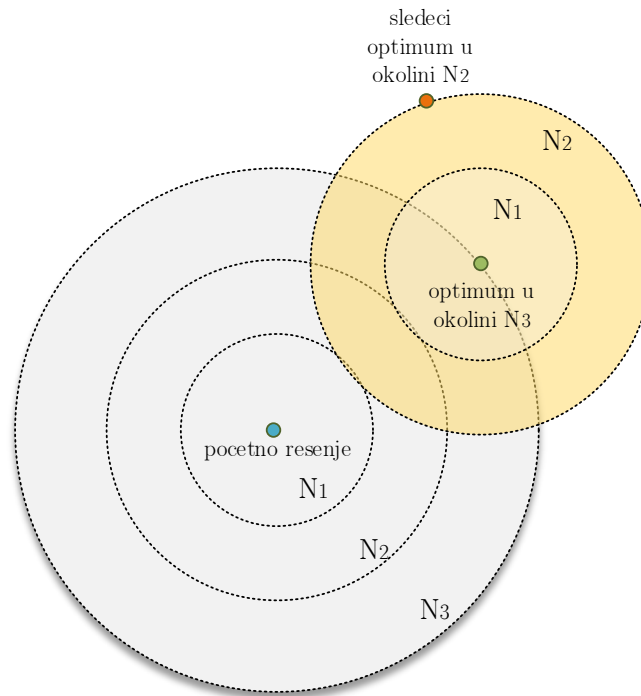 sledeci
optimum u
okolini N2
N2
N1
optimum u
okolini N3
pocetno resenje
N1
N2
N3